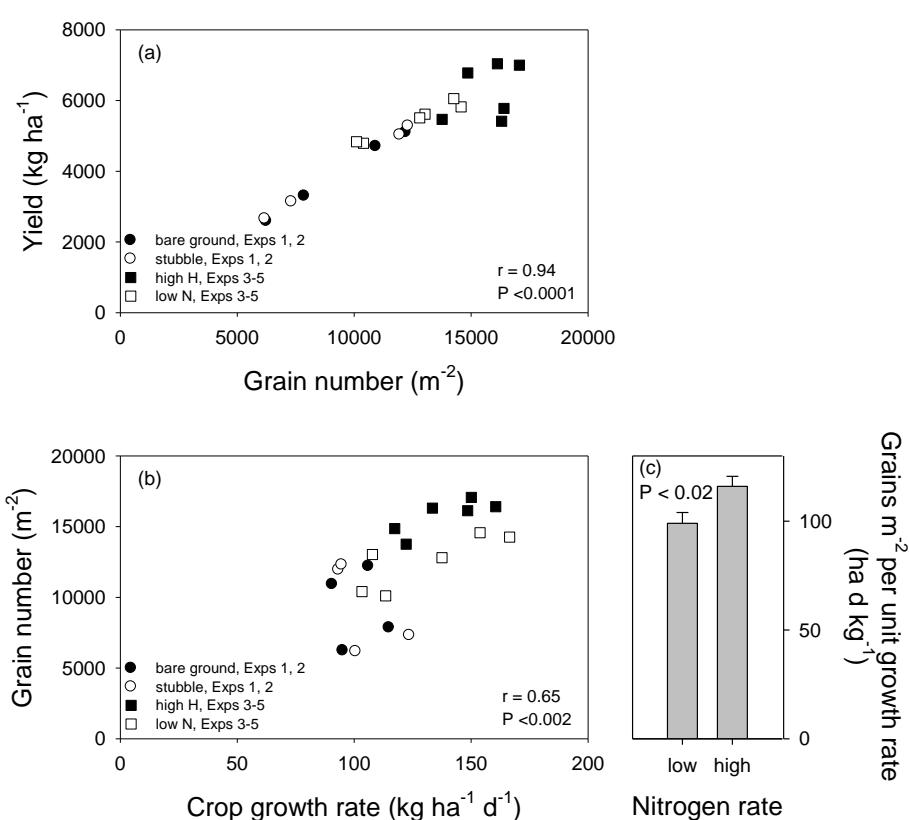 (a)
8000
6000
4000
2000
0
Yield (kg ha⁻¹)
bare ground, Exps 1, 2
stubble, Exps 1, 2
high H, Exps 3-5
low N, Exps 3-5
r = 0.94
P <0.0001
0 5000 10000 15000 20000
Grain number (m⁻²)
(b)
20000
15000
10000
5000
0
Grain number (m⁻²)
bare ground, Exps 1, 2
stubble, Exps 1, 2
high H, Exps 3-5
low N, Exps 3-5
r = 0.65
P <0.002
0 50 100 150 200
Crop growth rate (kg ha⁻¹ d⁻¹)
(c)
P < 0.02
100
50
0
Grains m⁻² per unit growth rate
(ha d kg⁻¹)
low high
Nitrogen rate